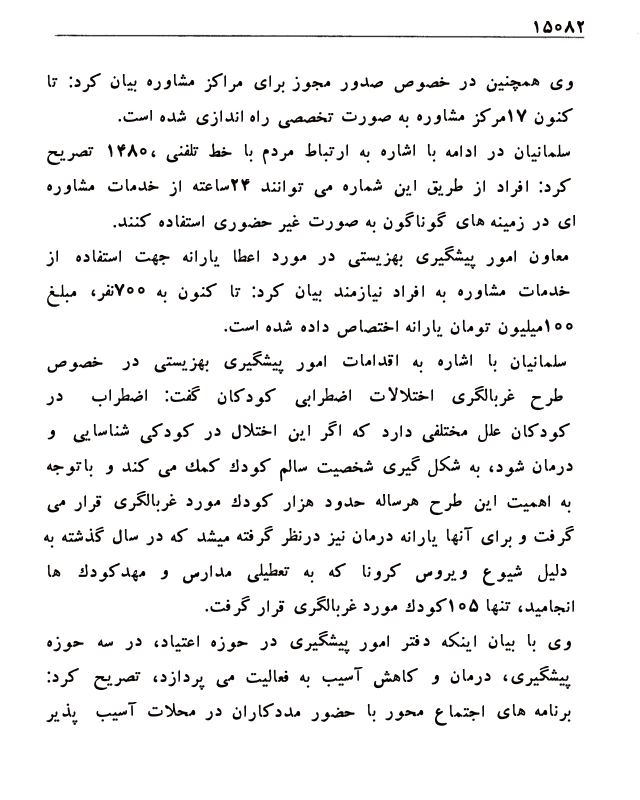 ۱۵۰۸۲
وی همچنین در خصوص صدور مجوز برای مراکز مشاوره بیان کرد: تا
کنون ۱۷مرکز مشاوره به صورت تخصصی راه اندازی شده است.
سلمانیان در ادامه با اشاره به ارتباط مردم با خط تلفنی ،۱۴۸۰ تصریح
کرد: افراد از طریق این شماره می توانند ۲۴ساعته از خدمات مشاوره
ای در زمینه های گوناگون به صورت غیر حضوری استفاده کنند.
معاون امور پیشگیری بهزیستی در مورد اعطا یارانه جهت استفاده از
خدمات مشاوره به افراد نیازمند بیان کرد: تا کنون به ۷۰۰نفر، مبلغ
۱۰۰میلیون تومان یارانه اختصاص داده شده است.
سلمانیان با اشاره به اقدامات امور پیشگیری بهزیستی در خصوص
طرح غربالگری اختلالات اضطرابی کودکان گفت: اضطراب در
کودکان علل مختلفی دارد که اگر این اختلال در کودکی شناسایی و
درمان شود، به شکل گیری شخصیت سالم کودك کمك می کند و باتوجه
به اهمیت این طرح هرساله حدود هزار کودك مورد غربالگری قرار می
گرفت و برای آنها یارانه درمان نیز درنظر گرفته میشد که در سال گذشته به
دلیل شیوع ویروس کرونا که به تعطیلی مدارس و مهدکودك ها
انجامید، تنها ۱۰۵کودك مورد غربالگری قرار گرفت.
وی با بیان اینکه دفتر امور پیشگیری در حوزه اعتیاد، در سه حوزه
پیشگیری، درمان و کاهش آسیب به فعالیت می پردازد، تصریح کرد:
برنامه های اجتماع محور با حضور مددکاران در محلات آسیب پذیر